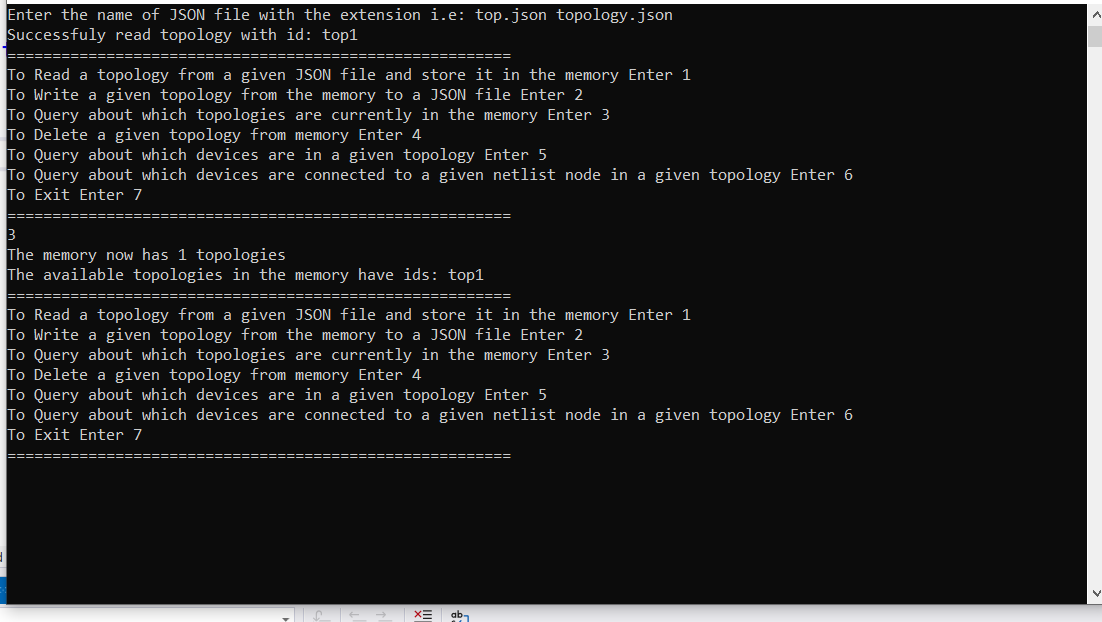 Enter the name of JSON file with the extension i.e: top.json topology.json
Successfuly read topology with id: top1
========================================================
To Read a topology from a given JSON file and store it in the memory Enter 1
To Write a given topology from the memory to a JSON file Enter 2
To Query about which topologies are currently in the memory Enter 3
To Delete a given topology from memory Enter 4
To Query about which devices are in a given topology Enter 5
To Query about which devices are connected to a given netlist node in a given topology Enter 6
To Exit Enter 7
========================================================
3
The memory now has 1 topologies
The available topologies in the memory have ids: top1
========================================================
To Read a topology from a given JSON file and store it in the memory Enter 1
To Write a given topology from the memory to a JSON file Enter 2
To Query about which topologies are currently in the memory Enter 3
To Delete a given topology from memory Enter 4
To Query about which devices are in a given topology Enter 5
To Query about which devices are connected to a given netlist node in a given topology Enter 6
To Exit Enter 7
========================================================